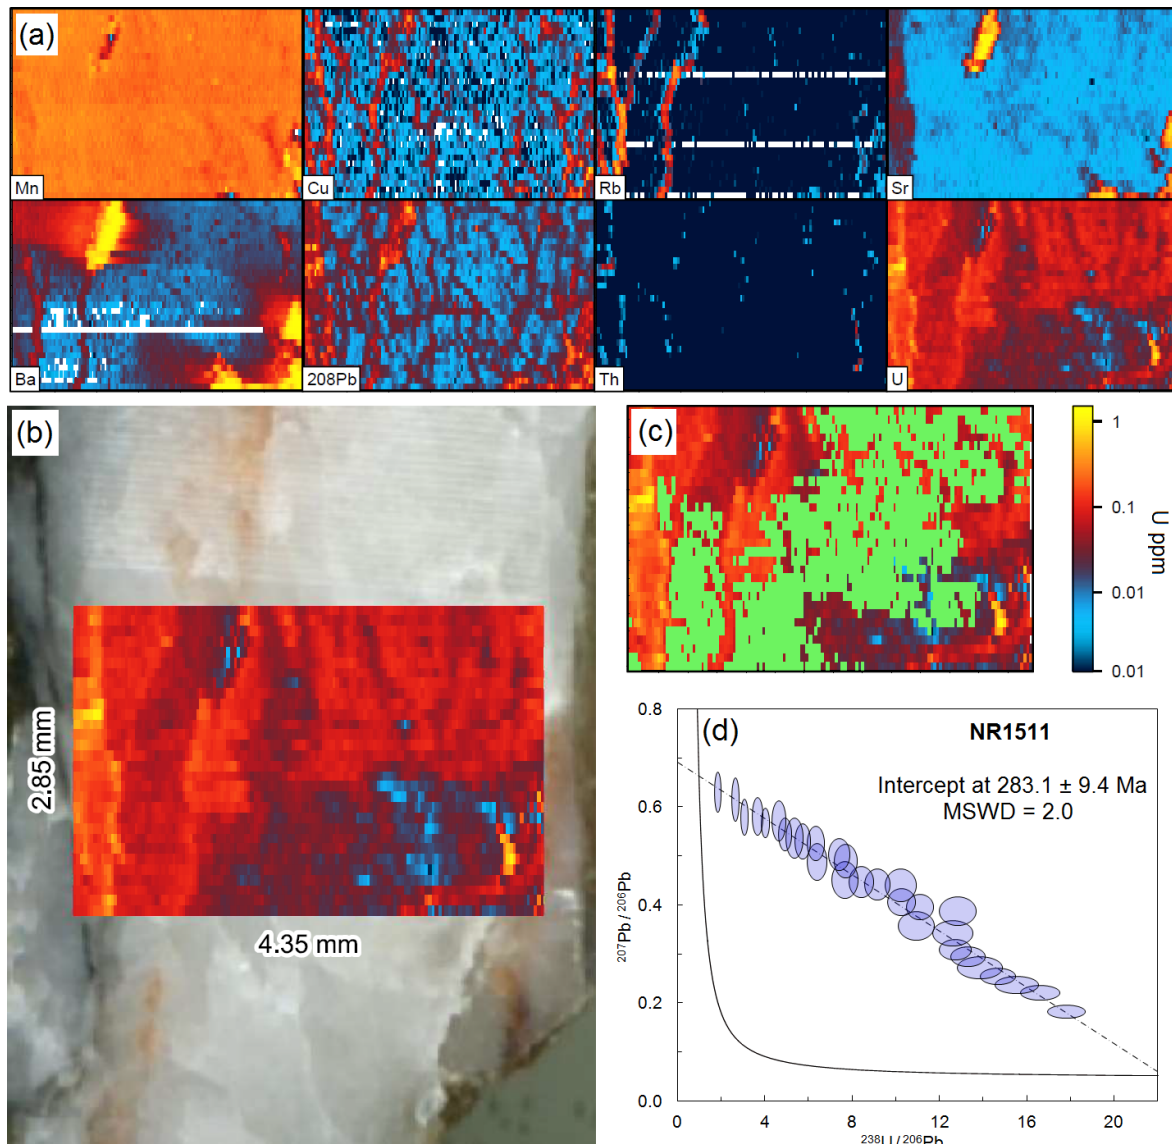 (a)
Mn
Cu
Rb
Sr
Ba
208Pb
Th
U
(b)
2.85 mm
4.35 mm
(c)
1
0.1
0.01
0.01
U ppm
(d)
NR1511
Intercept at 283.1 ± 9.4 Ma
MSWD = 2.0
0.8
0.6
0.4
0.2
0.0
207Pb / 206Pb
0 4 8 12 16 20
238U / 206Pb